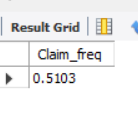 Result Grid
Claim_freq
0.5103